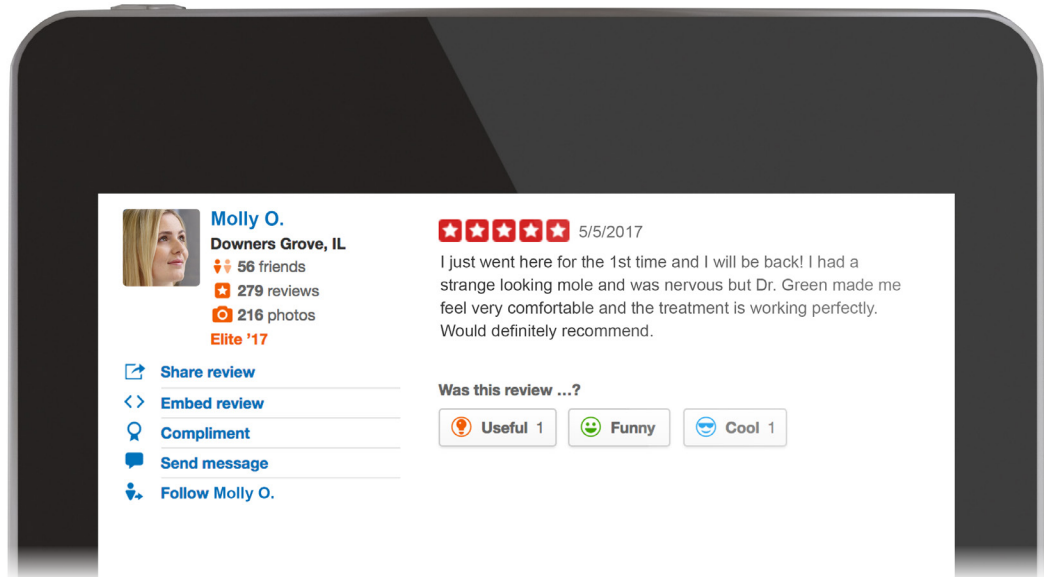 Molly O.
Downers Grove, IL
56 friends
279 reviews
216 photos
Elite '17
Share review
Embed review
Compliment
Send message
Follow Molly O.
5/5/2017
I just went here for the 1st time and I will be back! I had a
strange looking mole and was nervous but Dr. Green made me
feel very comfortable and the treatment is working perfectly.
Would definitely recommend.
Was this review ...?
Useful 1
Funny
Cool 1